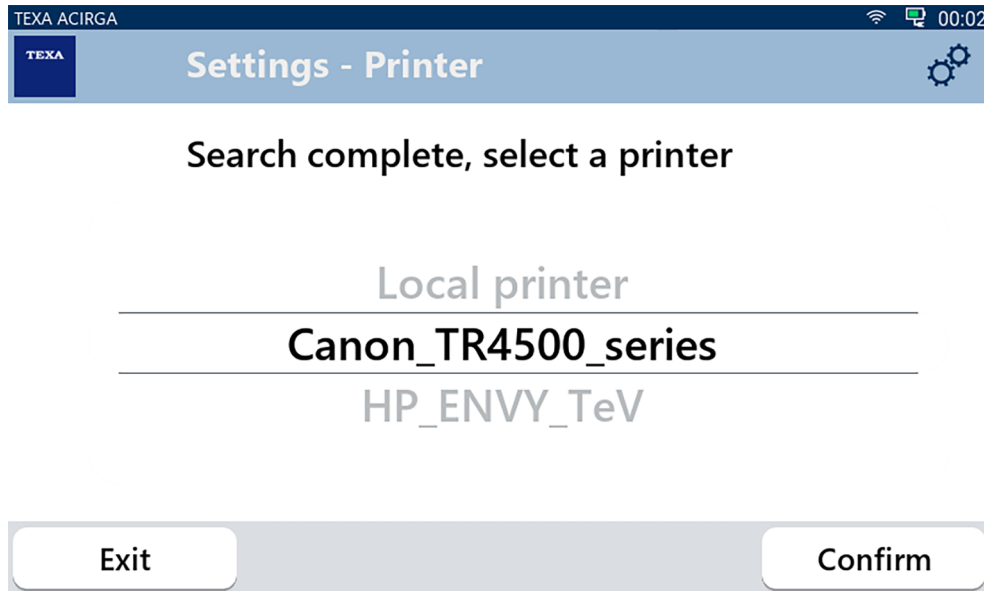 TEXA ACIRGA 00:02
TEXA
Settings - Printer
Search complete, select a printer
Local printer
Canon_TR4500_series
HP_ENVY_TeV
Exit Confirm